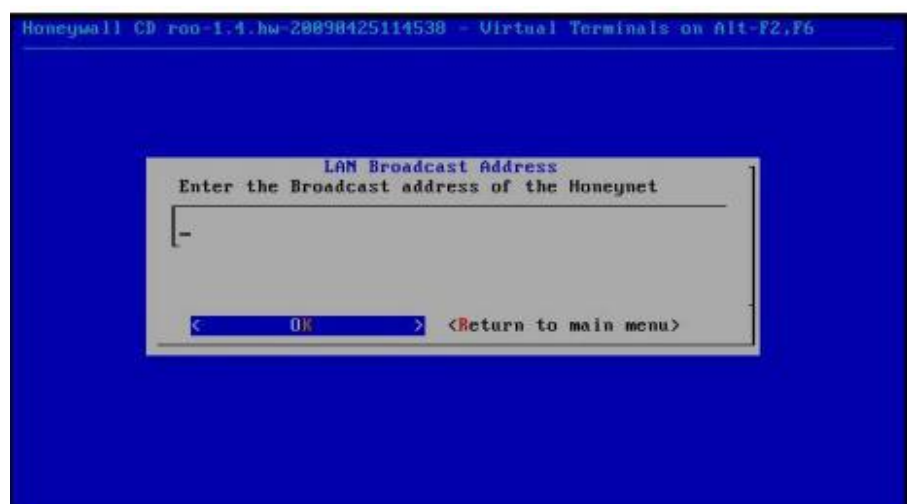 Honeywall CD roo-1.4.hw-20090425114538 - Virtual Terminals on Alt-F2,F6
LAN Broadcast Address
Enter the Broadcast address of the Honeynet
_
< OK > <Return to main menu>